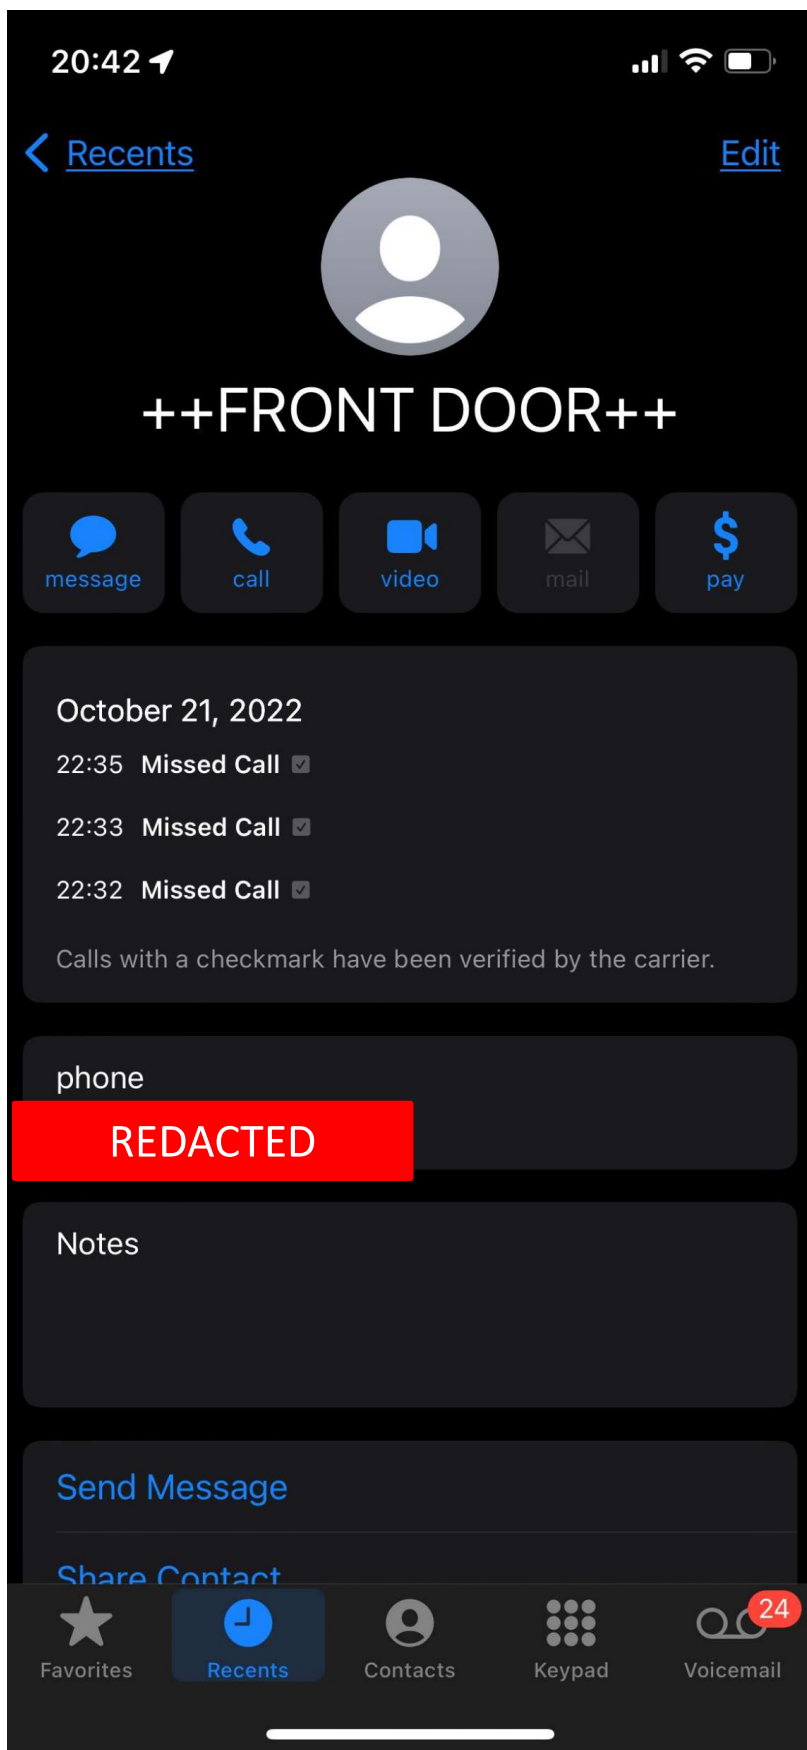 20:42
Recents Edit
++FRONT DOOR++
message call video mail pay
October 21, 2022
22:35 Missed Call
22:33 Missed Call
22:32 Missed Call
Calls with a checkmark have been verified by the carrier.
phone
REDACTED
Notes
Send Message
Share Contact
24
Favorites Recents Contacts Keypad Voicemail